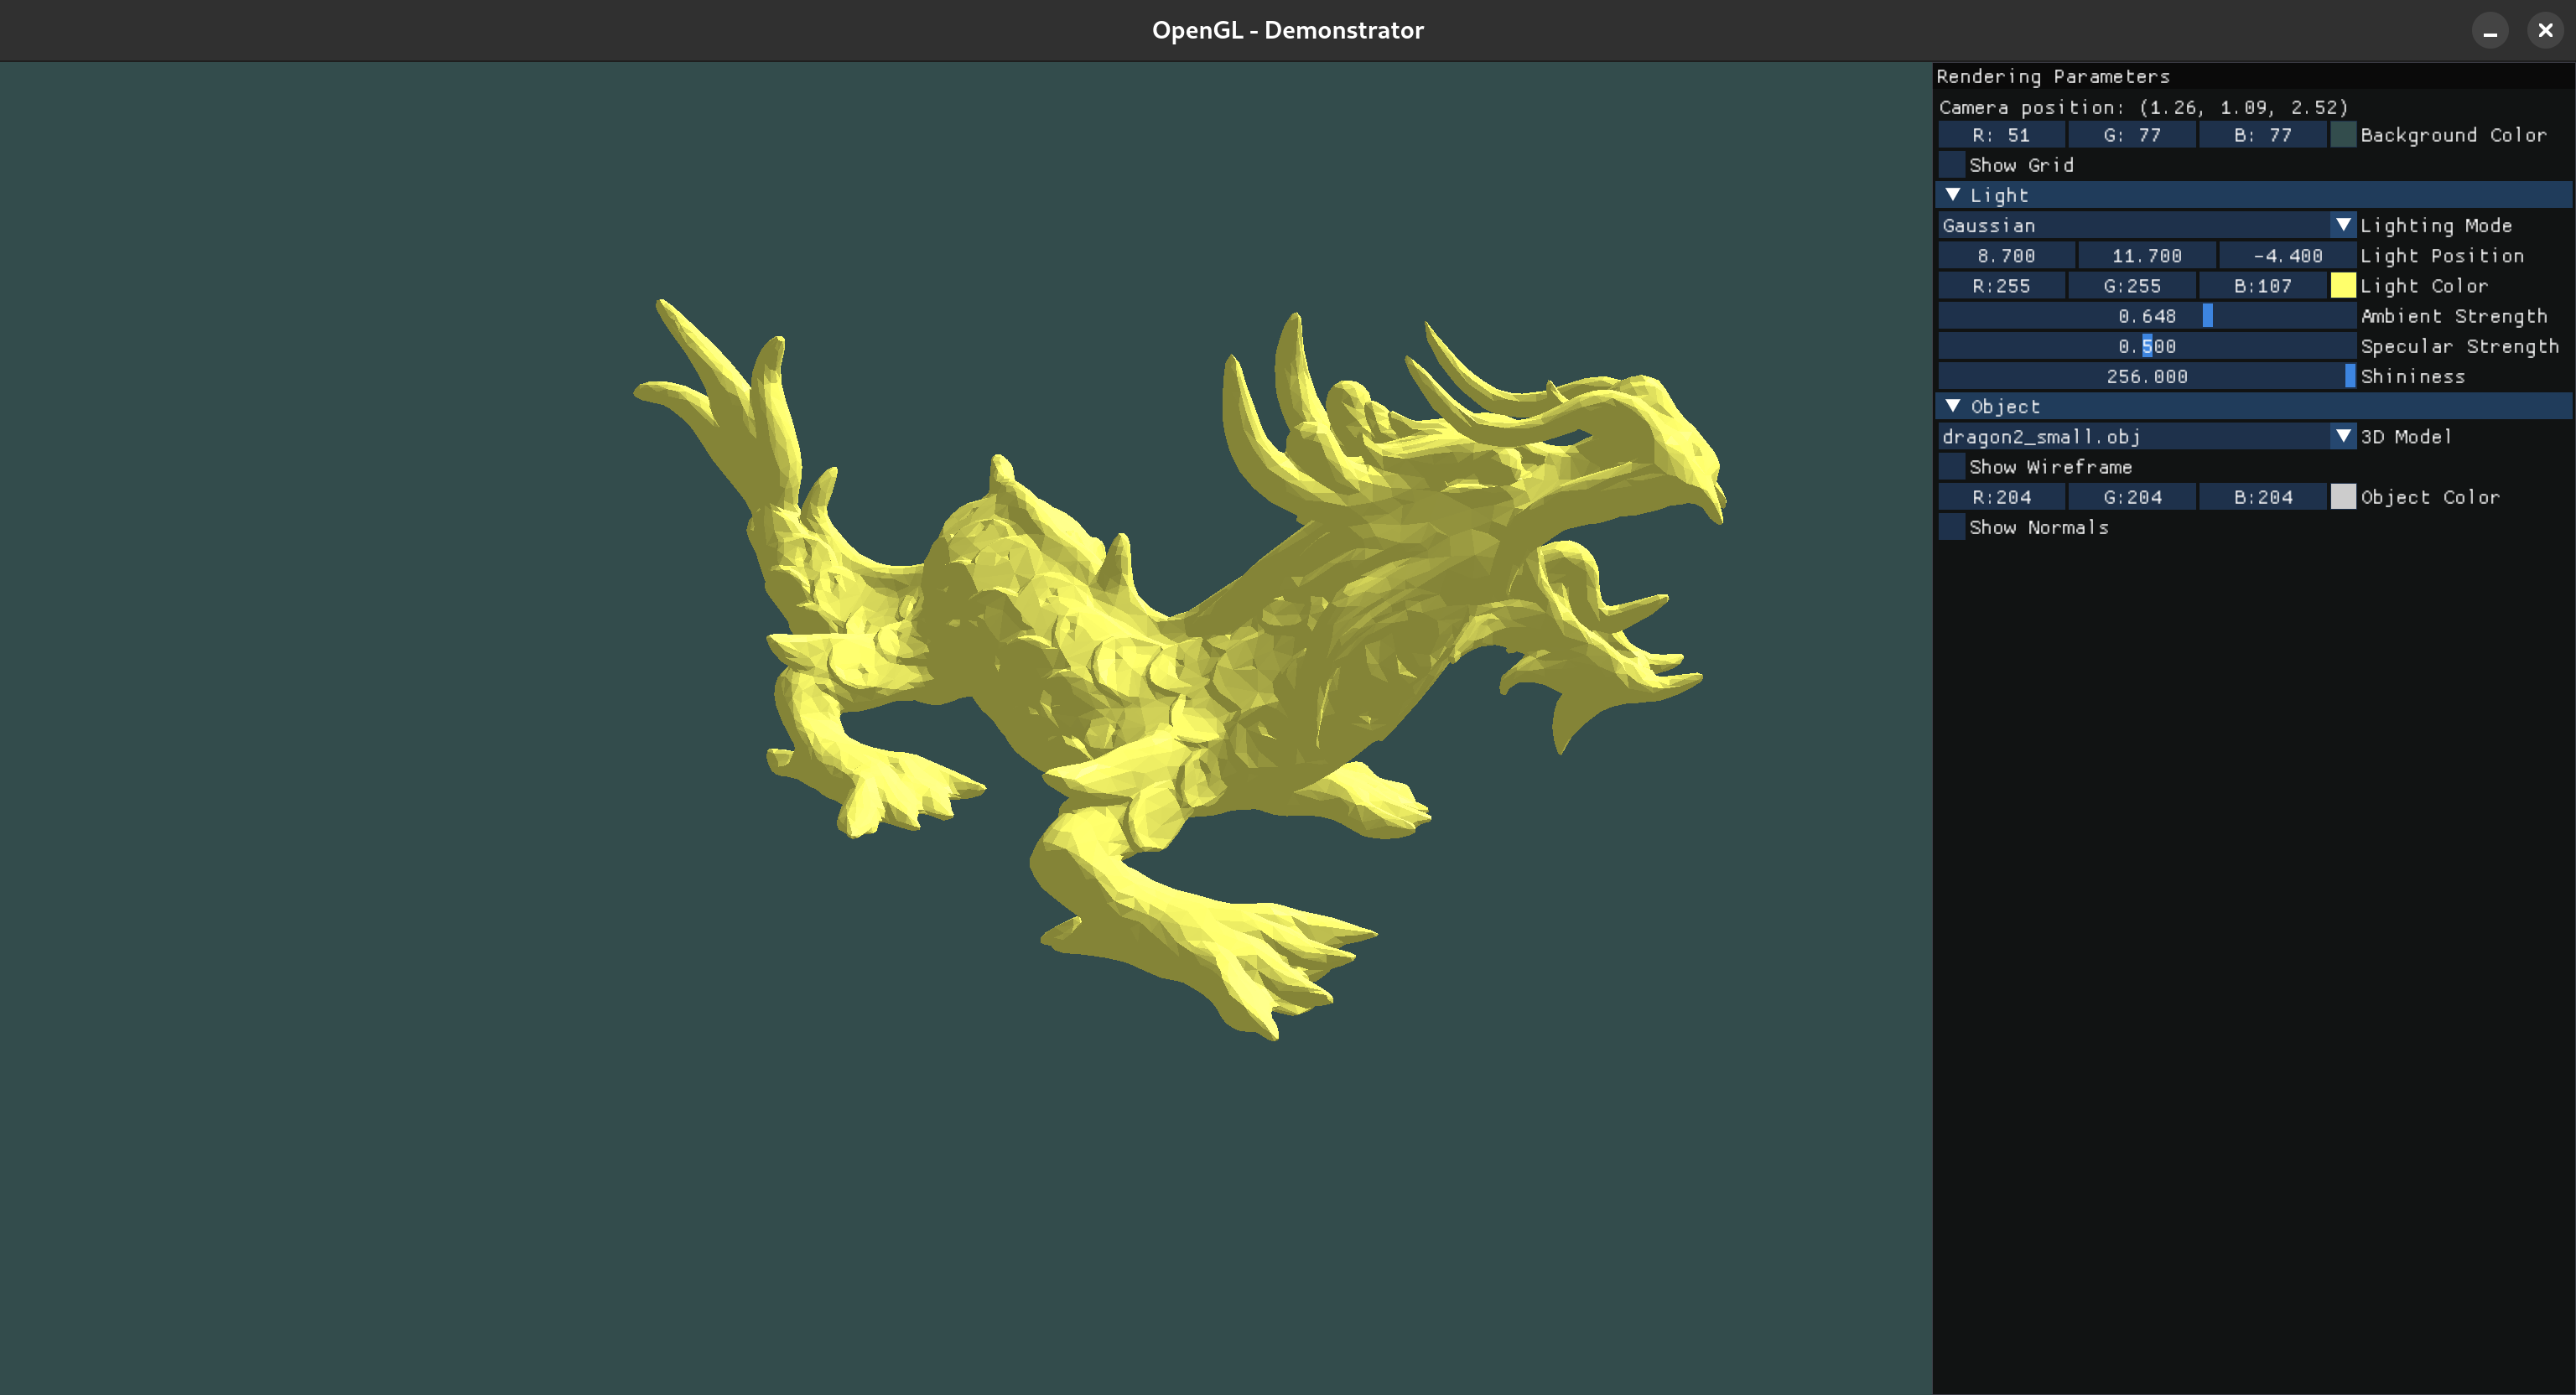 OpenGL - Demonstrator
Rendering Parameters
Camera position: (1.26, 1.09, 2.52)
R: 51 G: 77 B: 77 Background Color
Show Grid
Light
Gaussian Lighting Mode
8.700 11.700 -4.400 Light Position
R:255 G:255 B:107 Light Color
0.648 Ambient Strength
0.500 Specular Strength
256.000 Shininess
Object
dragon2_small.obj 3D Model
Show Wireframe
R:204 G:204 B:204 Object Color
Show Normals